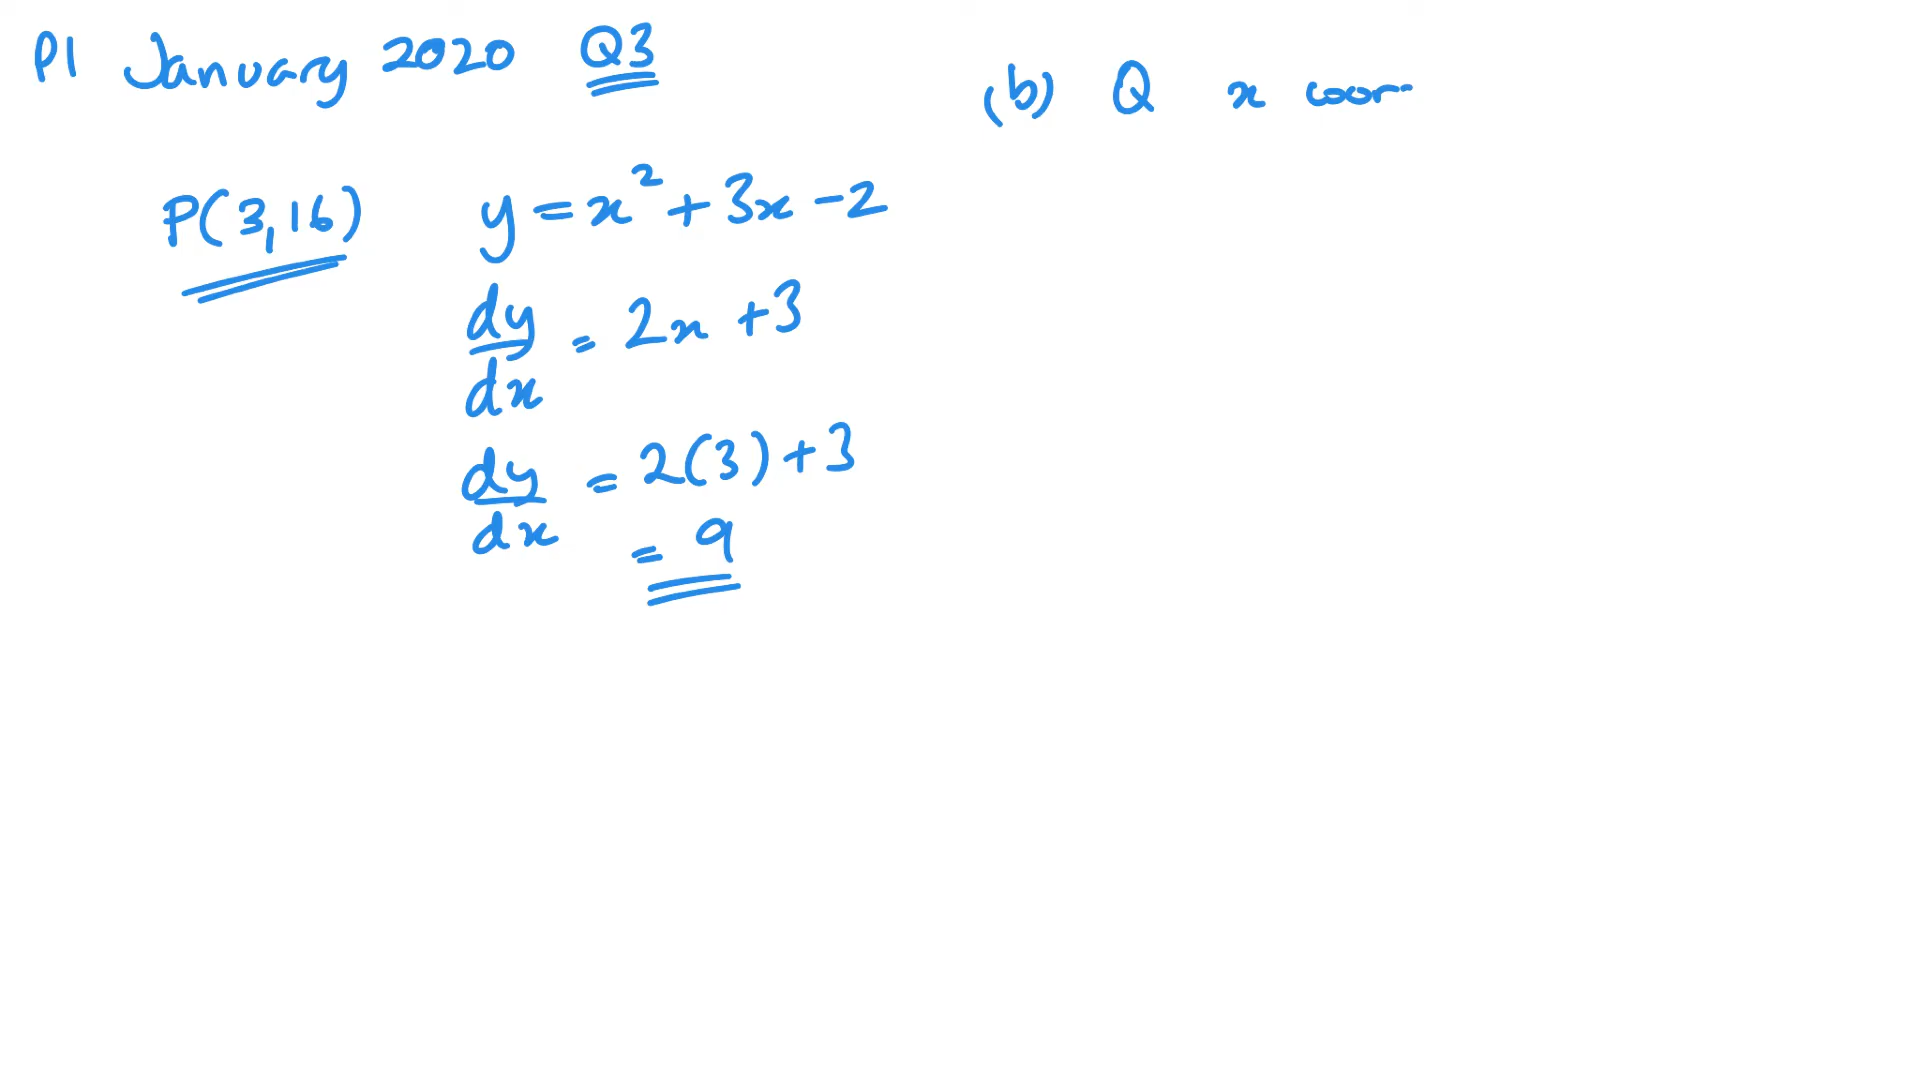 P1 January 2020 Q3
P(3,16) y = x² + 3x - 2
dy/dx = 2x + 3
dy/dx = 2(3) + 3
= 9
(b) Q x coor